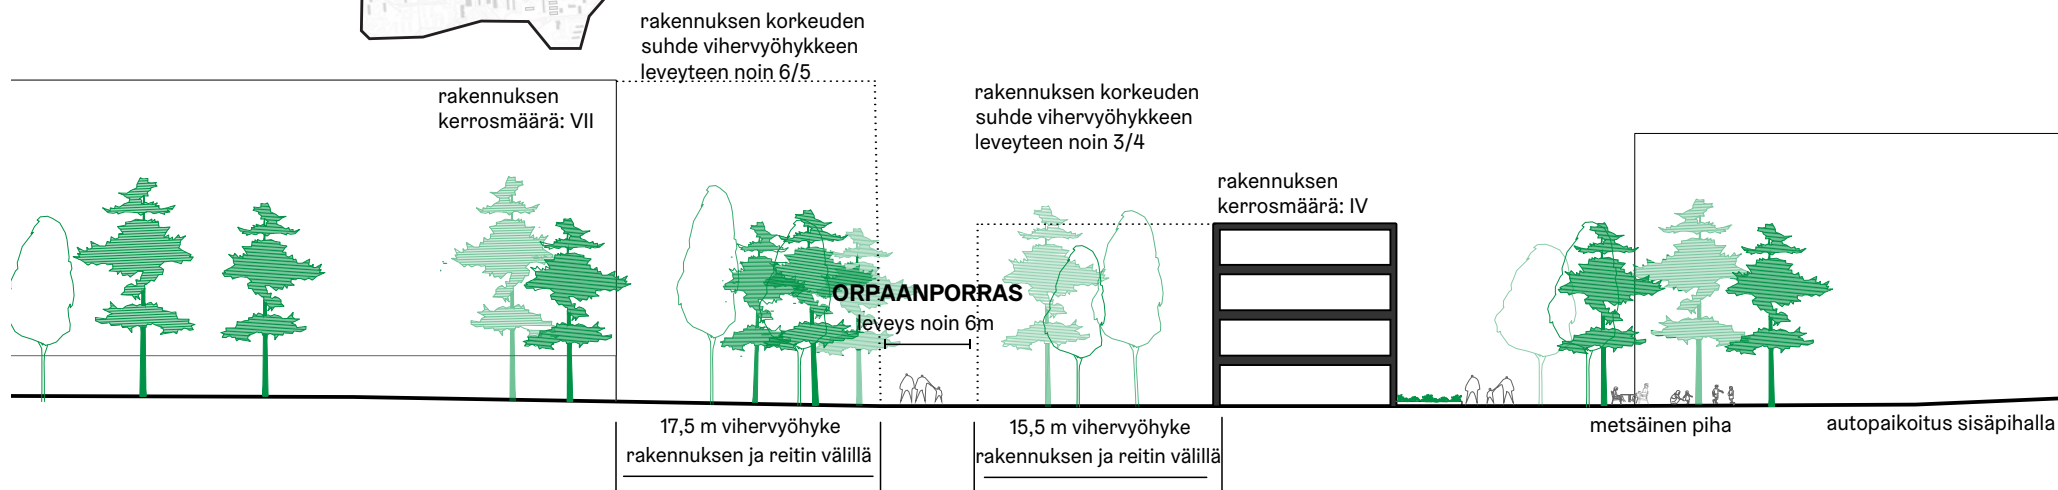 rakennuksen korkeuden
suhde vihervyöhykkeen
leveyteen noin 6/5
rakennuksen
kerrosmäärä: VII
rakennuksen korkeuden
suhde vihervyöhykkeen
leveyteen noin 3/4
rakennuksen
kerrosmäärä: IV
ORPAANPORRAS
leveys noin 6m
17,5 m vihervyöhyke
rakennuksen ja reitin välillä
15,5 m vihervyöhyke
rakennuksen ja reitin välillä
metsäinen piha
autopaikoitus sisäpihalla